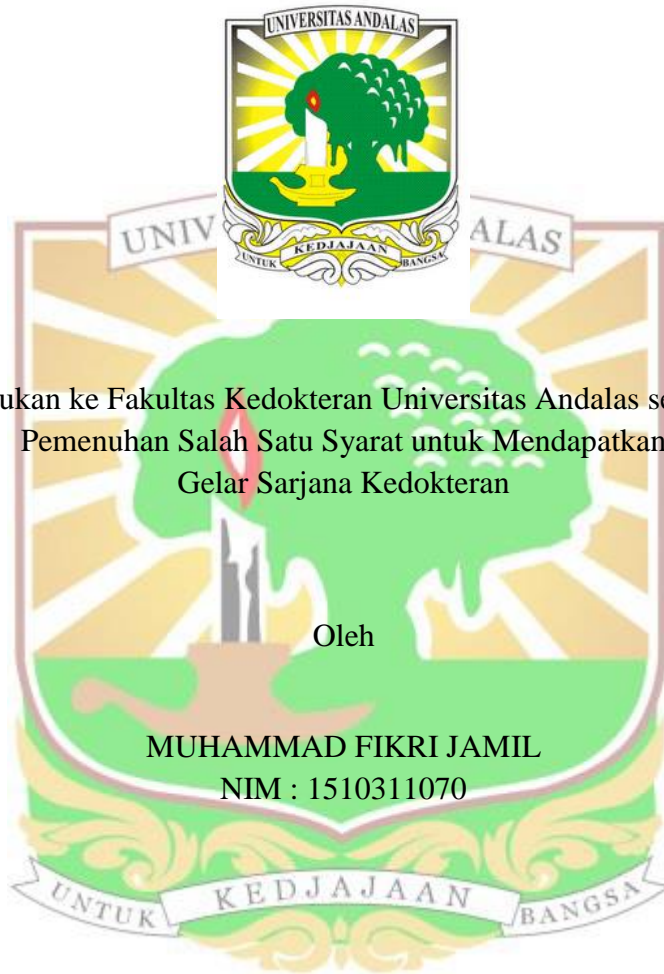 UNIVERSITAS ANDALAS
UNTUK KEDJAJAAN BANGSA
UNIV ALAS
ukan ke Fakultas Kedokteran Universitas Andalas se
Pemenuhan Salah Satu Syarat untuk Mendapatkan
Gelar Sarjana Kedokteran
Oleh
MUHAMMAD FIKRI JAMIL
NIM : 1510311070
UNTUK KEDJAJAAN BANGSA